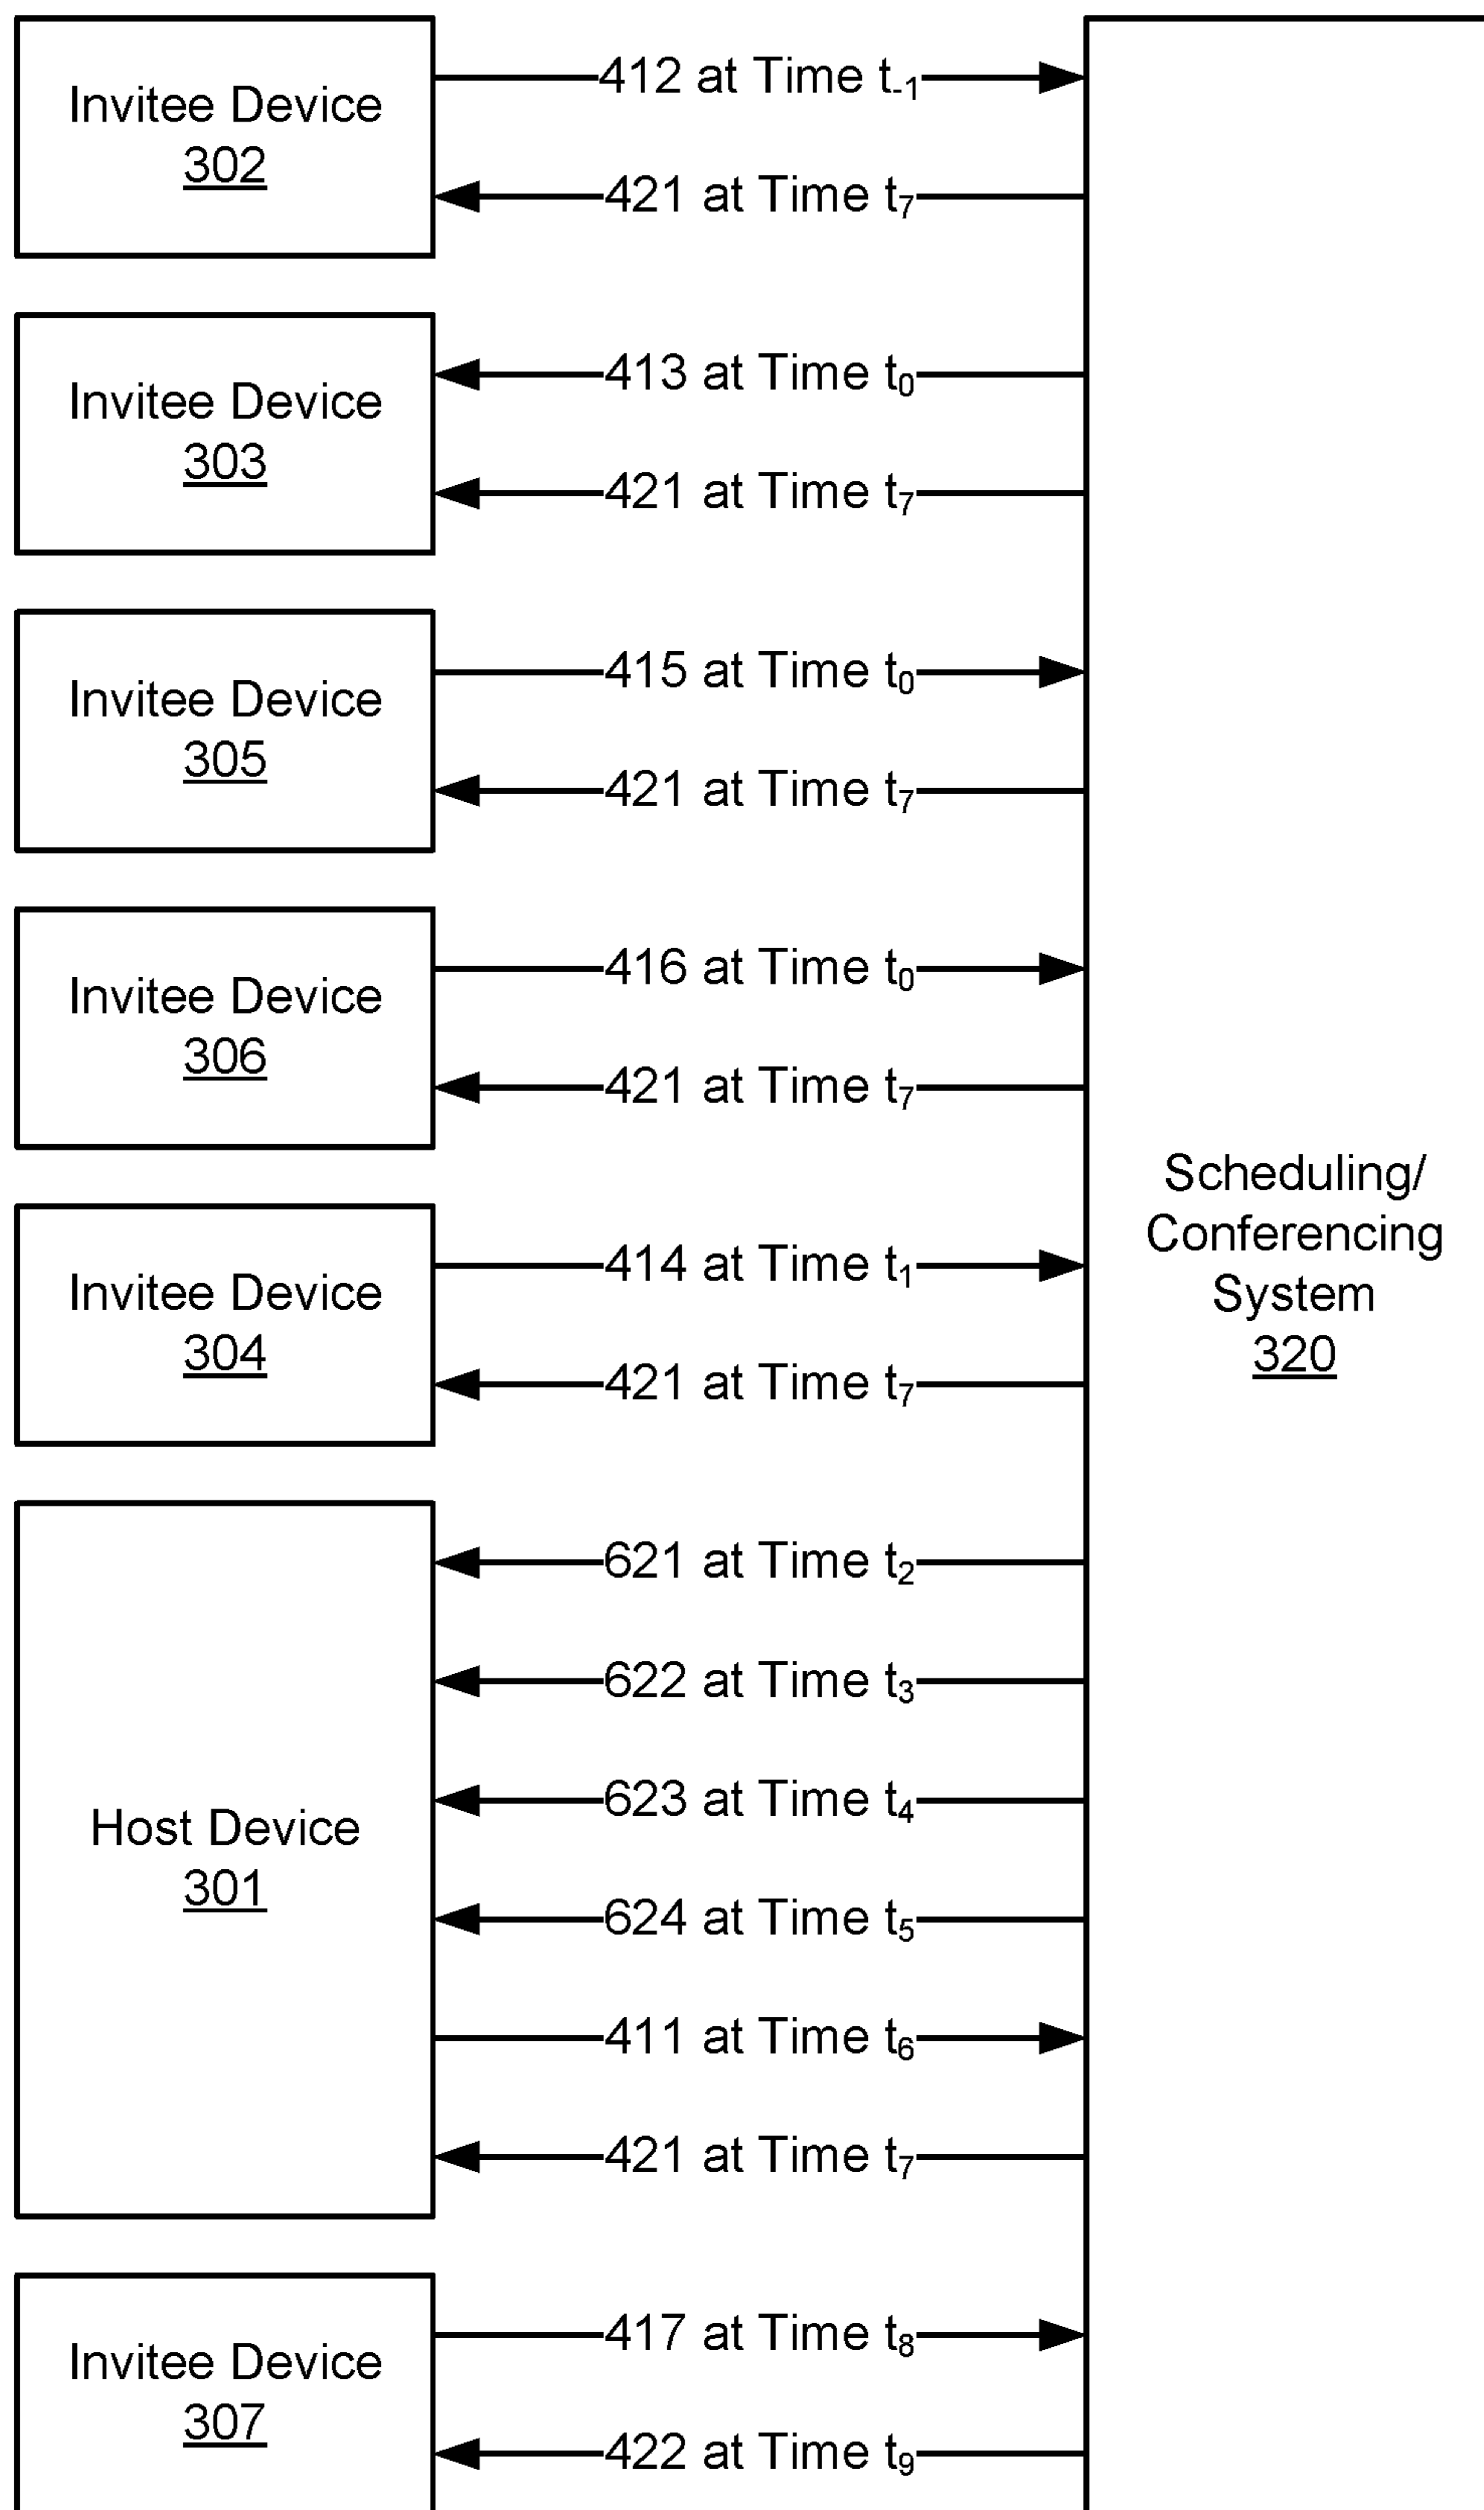 Invitee Device
302
412 at Time t-1
421 at Time t7
Invitee Device
303
413 at Time t0
421 at Time t7
Invitee Device
305
415 at Time t0
421 at Time t7
Invitee Device
306
416 at Time t0
421 at Time t7
Invitee Device
304
414 at Time t1
421 at Time t7
Host Device
301
621 at Time t2
622 at Time t3
623 at Time t4
624 at Time t5
411 at Time t6
421 at Time t7
Invitee Device
307
417 at Time t8
422 at Time t9
Scheduling/
Conferencing
System
320